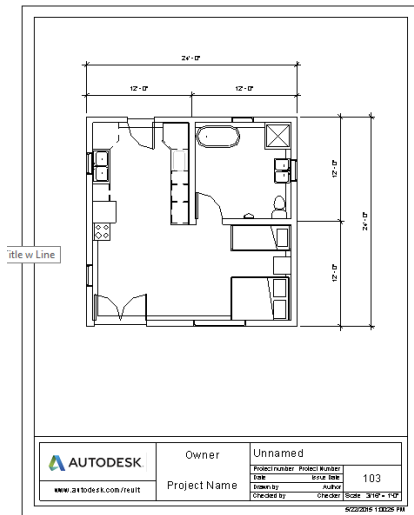 24'-0"
12'-0"
12'-0"
12'-0"
24'-0"
12'-0"
Title w Line
AUTODESK
www.autodesk.com/revit
Owner
Project Name
Unnamed
Project number Project Number
Date Issue Date
Drawn by Author
Checked by Checker
103
Scale 3/16" = 1'-0"
5/22/2015 1:00:25 PM